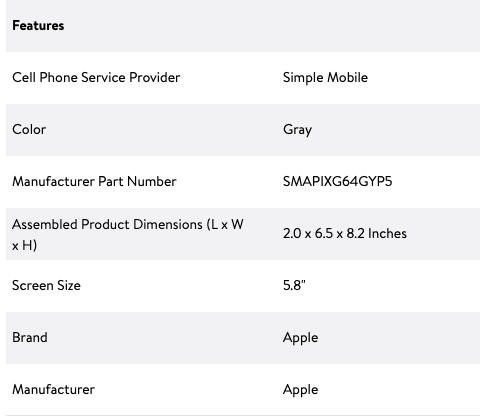 Features
Cell Phone Service Provider Simple Mobile
Color Gray
Manufacturer Part Number SMAPIXG64GYP5
Assembled Product Dimensions (L x W
x H) 2.0 x 6.5 x 8.2 Inches
Screen Size 5.8"
Brand Apple
Manufacturer Apple